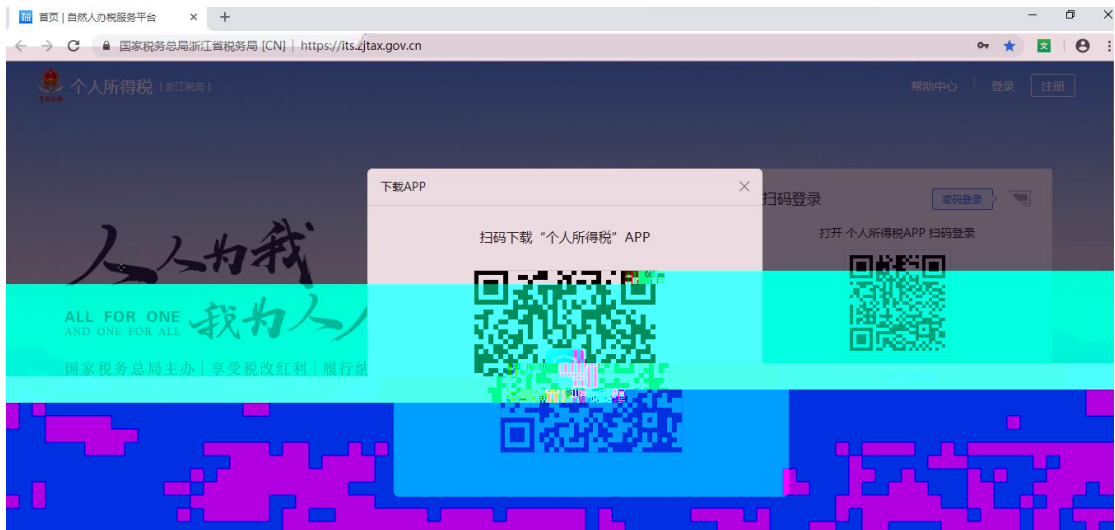 首页 | 自然人办税服务平台
国家税务总局浙江省税务局 [CN] | https://its.zjtax.gov.cn
个人所得税 [ 浙江税务 ]
帮助中心 登录 注册
下载APP
扫码登录 密码登录
扫码下载“个人所得税”APP
打开 个人所得税APP 扫码登录
人人为我
ALL FOR ONE
AND ONE FOR ALL
我为人人
国家税务总局主办 | 享受税改红利 | 履行纳